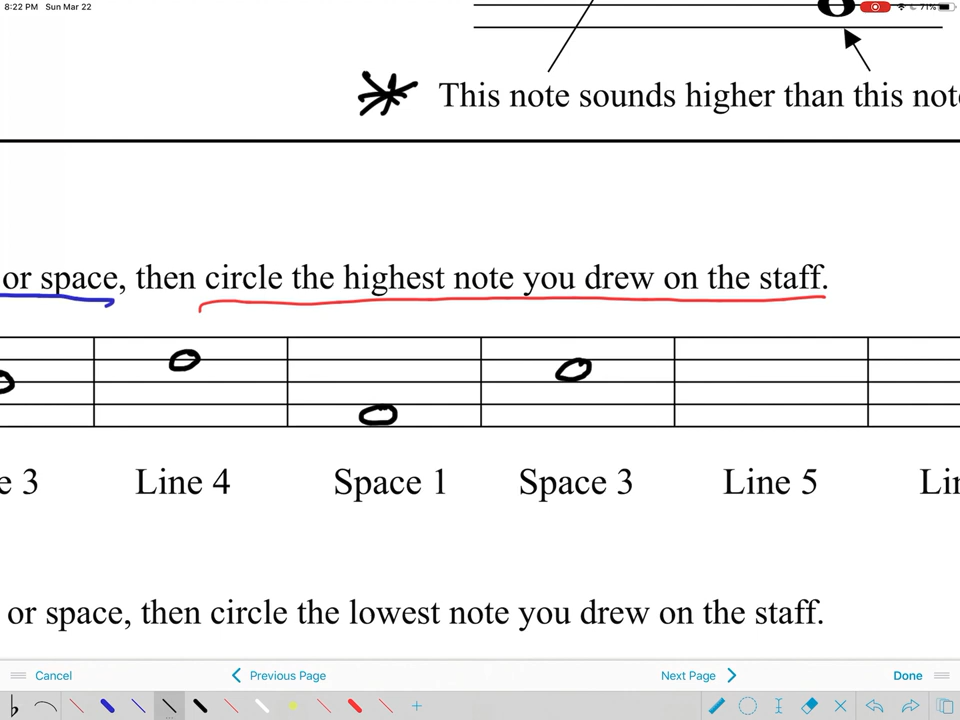 8:22 PM Sun Mar 22 71%
This note sounds higher than this note
or space, then circle the highest note you drew on the staff.
e 3 Line 4 Space 1 Space 3 Line 5 Lin
or space, then circle the lowest note you drew on the staff.
Cancel Previous Page Next Page Done